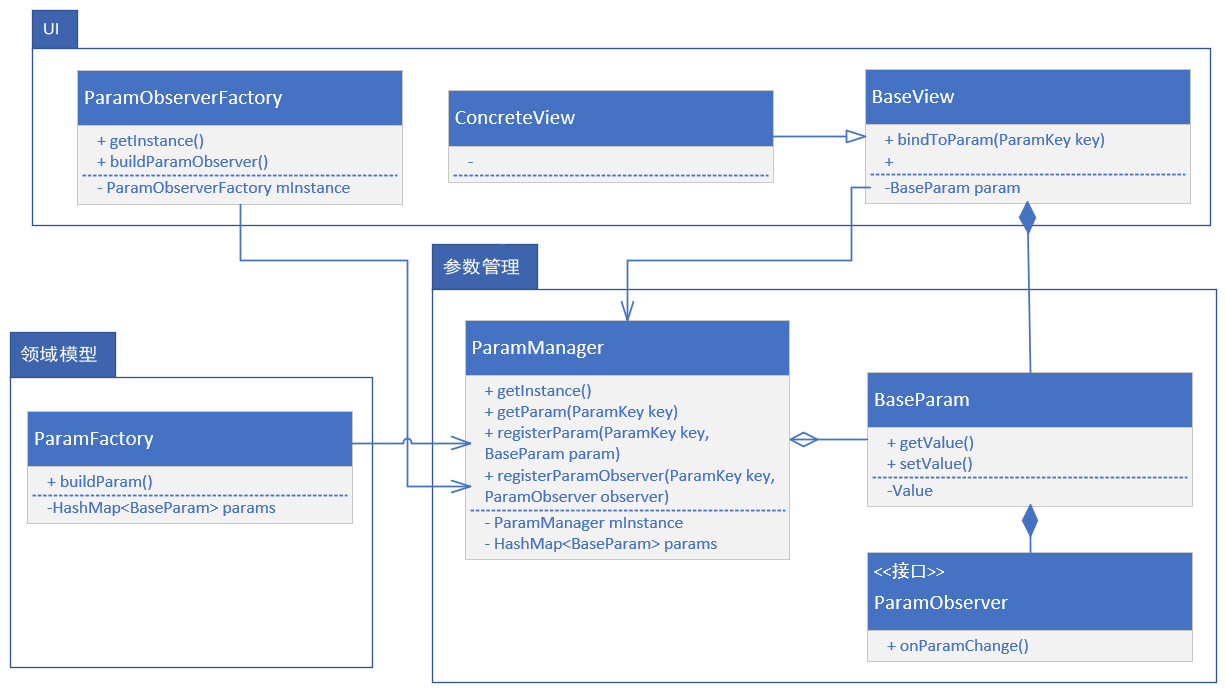 UI
ParamObserverFactory
+ getInstance()
+ buildParamObserver()
- ParamObserverFactory mInstance
ConcreteView
-
BaseView
+ bindToParam(ParamKey key)
+
-BaseParam param
参数管理
ParamManager
+ getInstance()
+ getParam(ParamKey key)
+ registerParam(ParamKey key,
BaseParam param)
+ registerParamObserver(ParamKey key,
ParamObserver observer)
- ParamManager mInstance
- HashMap<BaseParam> params
BaseParam
+ getValue()
+ setValue()
-Value
<<接口>>
ParamObserver
+ onParamChange()
领域模型
ParamFactory
+ buildParam()
-HashMap<BaseParam> params